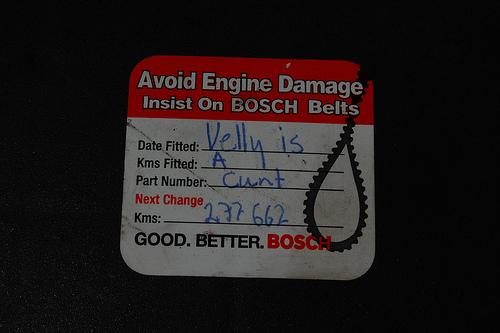 Avoid Engine Damage
Insist On BOSCH Belts
Date Fitted: Velly is
Kms Fitted: A
Part Number: Cunt
Next Change
Kms: 277 662
GOOD. BETTER. BOSCH